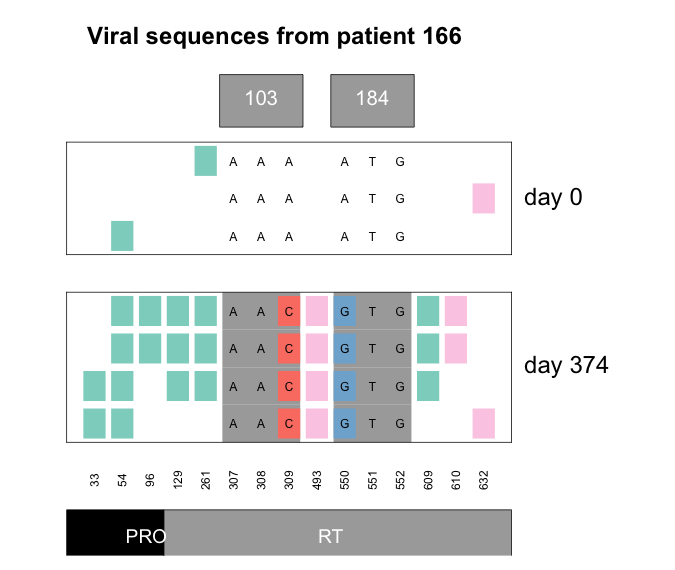 Viral sequences from patient 166
103 184
A A A A T G
A A A A T G
day 0
A A A A T G
A A C G T G
A A C G T G
day 374
A A C G T G
A A C G T G
33 54 96 129 261 307 308 309 493 550 551 552 609 610 632
PRO RT